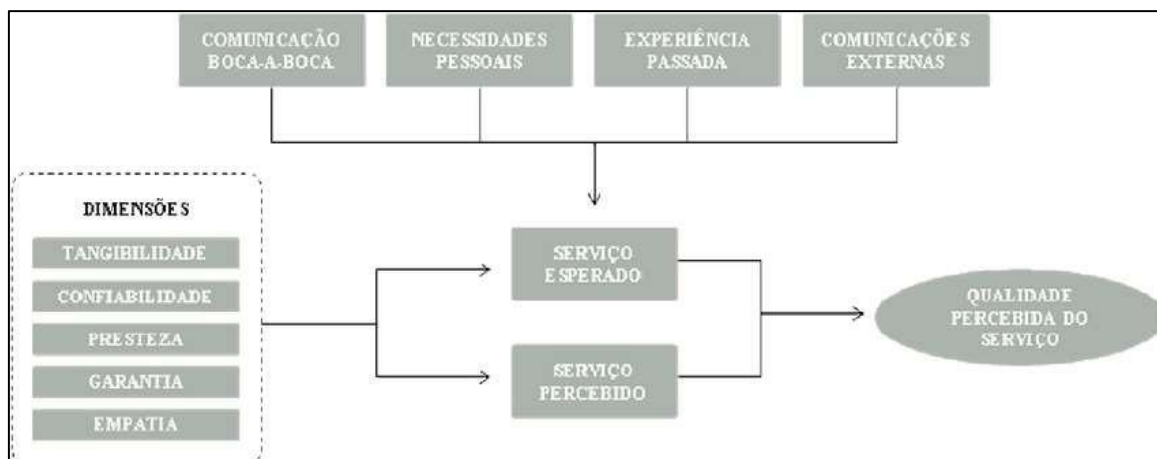 COMUNICAÇÃO
BOCA-A-BOCA
NECESSIDADES
PESSOAIS
EXPERIÊNCIA
PASSADA
COMUNICAÇÕES
EXTERNAS
DIMENSÕES
TANGIBILIDADE
CONFIABILIDADE
PRESTEZA
GARANTIA
EMPATIA
SERVIÇO
ESPERADO
SERVIÇO
PERCEBIDO
QUALIDADE
PERCEBIDA DO
SERVIÇO